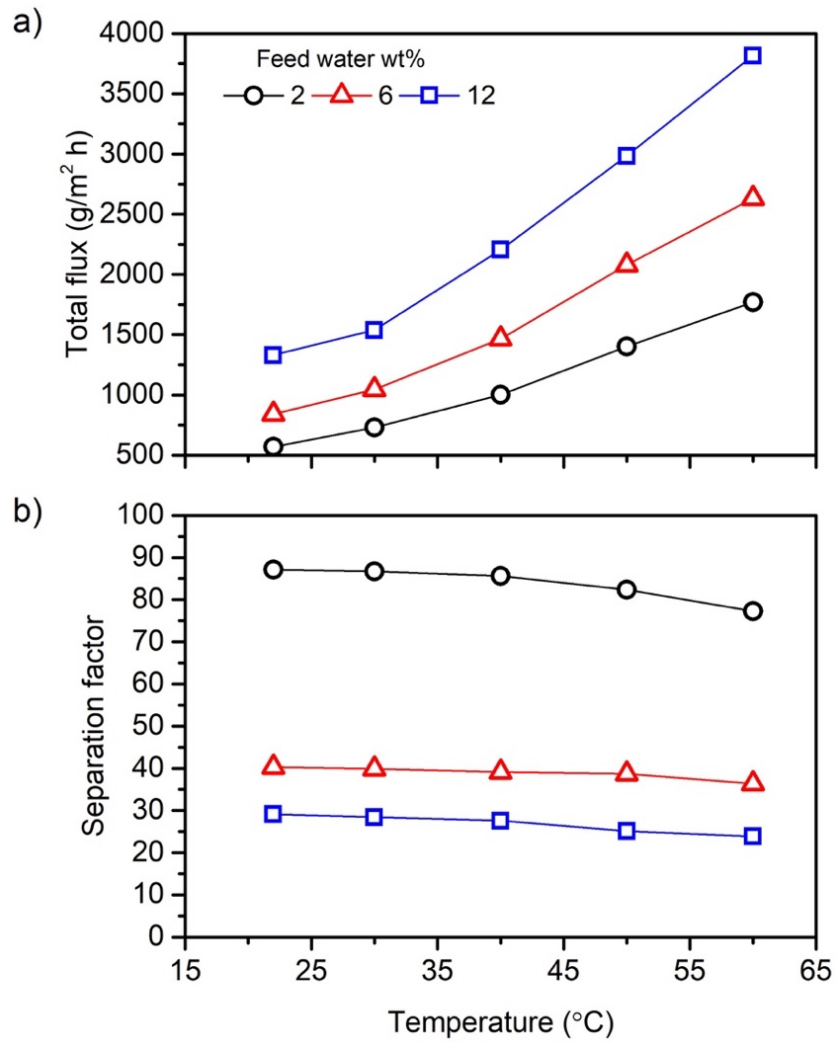 a)
4000
3500
3000
2500
2000
1500
1000
500
Total flux (g/m² h)
Feed water wt%
2 6 12
b)
100
90
80
70
60
50
40
30
20
10
0
Separation factor
15 25 35 45 55 65
Temperature (°C)